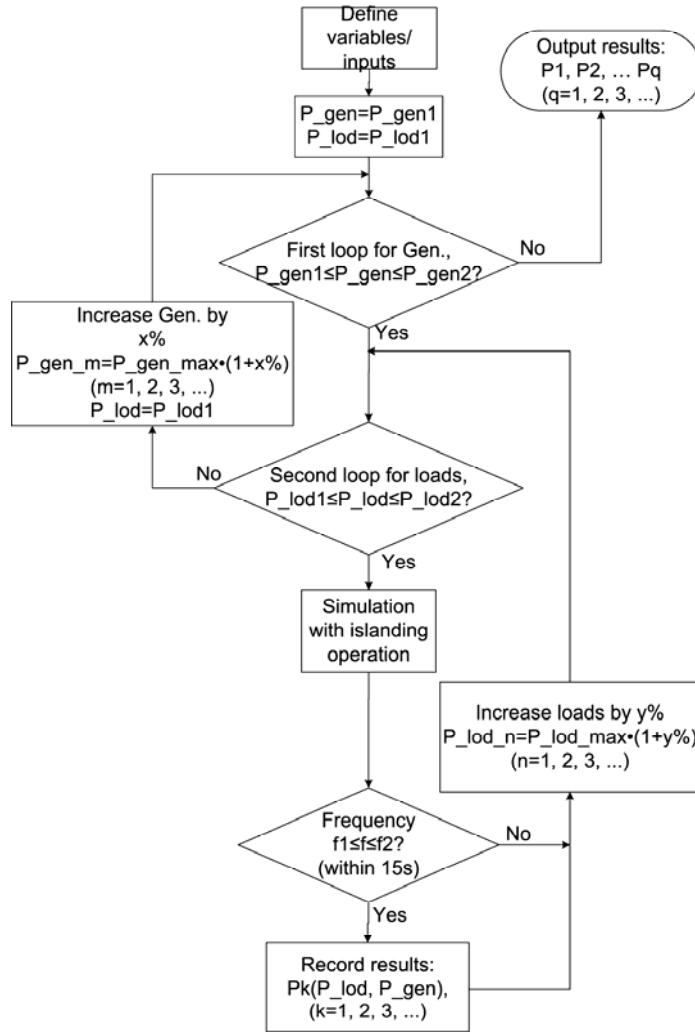 Define
variables/
inputs
Output results:
P1, P2, ... Pq
(q=1, 2, 3, ...)
P_gen=P_gen1
P_lod=P_lod1
First loop for Gen.,
P_gen1≤P_gen≤P_gen2?
No
Yes
Increase Gen. by
x%
P_gen_m=P_gen_max•(1+x%)
(m=1, 2, 3, ...)
P_lod=P_lod1
No
Second loop for loads,
P_lod1≤P_lod≤P_lod2?
Yes
Simulation
with islanding
operation
Increase loads by y%
P_lod_n=P_lod_max•(1+y%)
(n=1, 2, 3, ...)
Frequency
f1≤f≤f2?
(within 15s)
No
Yes
Record results:
Pk(P_lod, P_gen),
(k=1, 2, 3, ...)